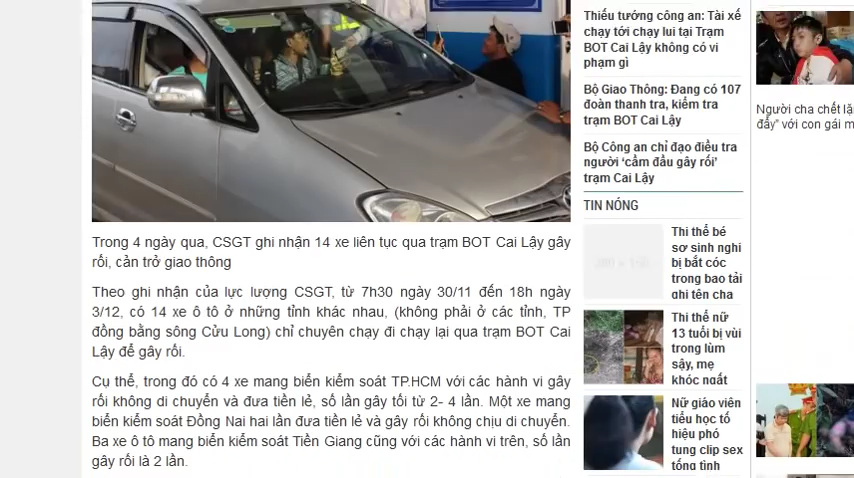 Trong 4 ngày qua, CSGT ghi nhận 14 xe liên tục qua trạm BOT Cai Lậy gây
rối, cản trở giao thông
Theo ghi nhận của lực lượng CSGT, từ 7h30 ngày 30/11 đến 18h ngày
3/12, có 14 xe ô tô ở những tỉnh khác nhau, (không phải ở các tỉnh, TP
đồng bằng sông Cửu Long) chỉ chuyên chạy đi chạy lại qua trạm BOT Cai
Lậy để gây rối.
Cụ thể, trong đó có 4 xe mang biển kiểm soát TP.HCM với các hành vi gây
rối không di chuyển và đưa tiền lẻ, số lần gây tối từ 2- 4 lần. Một xe mang
biển kiểm soát Đồng Nai hai lần đưa tiền lẻ và gây rối không chịu di chuyển.
Ba xe ô tô mang biển kiểm soát Tiền Giang cũng với các hành vi trên, số lần
gây rối là 2 lần.
Thiếu tướng công an: Tài xế
chạy tới chạy lui tại Trạm
BOT Cai Lậy không có vi
phạm gì
Bộ Giao Thông: Đang có 107
đoàn thanh tra, kiểm tra
trạm BOT Cai Lậy
Bộ Công an chỉ đạo điều tra
người ‘cầm đầu gây rối’
trạm Cai Lậy
TIN NÓNG
Thi thể bé
sơ sinh nghi
bị bắt cóc
trong bao tải
ghi tên cha
Thi thể nữ
13 tuổi bị vùi
trong lùm
sậy, mẹ
khóc ngất
Nữ giáo viên
tiểu học tố
hiệu phó
tung clip sex
tống tình
Người cha chết
đẩy” với con gái